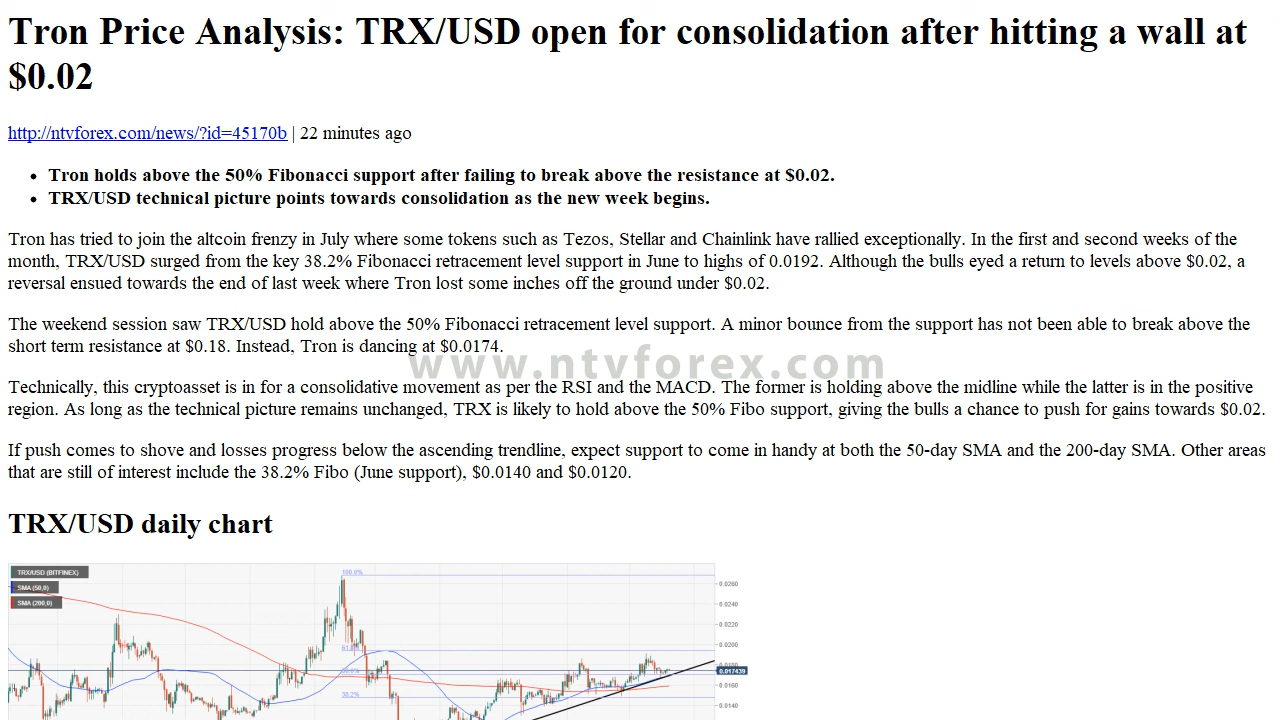 Tron Price Analysis: TRX/USD open for consolidation after hitting a wall at
$0.02
http://ntvforex.com/news/?id=45170b | 22 minutes ago
• Tron holds above the 50% Fibonacci support after failing to break above the resistance at $0.02.
• TRX/USD technical picture points towards consolidation as the new week begins.
Tron has tried to join the altcoin frenzy in July where some tokens such as Tezos, Stellar and Chainlink have rallied exceptionally. In the first and second weeks of the
month, TRX/USD surged from the key 38.2% Fibonacci retracement level support in June to highs of 0.0192. Although the bulls eyed a return to levels above $0.02, a
reversal ensued towards the end of last week where Tron lost some inches off the ground under $0.02.
The weekend session saw TRX/USD hold above the 50% Fibonacci retracement level support. A minor bounce from the support has not been able to break above the
short term resistance at $0.18. Instead, Tron is dancing at $0.0174.
www.ntvforex.com
Technically, this cryptoasset is in for a consolidative movement as per the RSI and the MACD. The former is holding above the midline while the latter is in the positive
region. As long as the technical picture remains unchanged, TRX is likely to hold above the 50% Fibo support, giving the bulls a chance to push for gains towards $0.02.
If push comes to shove and losses progress below the ascending trendline, expect support to come in handy at both the 50-day SMA and the 200-day SMA. Other areas
that are still of interest include the 38.2% Fibo (June support), $0.0140 and $0.0120.
TRX/USD daily chart
TRX/USD (BITFINEX)
SMA (50,0)
SMA (200,0)
100.0%
38.2%
0.0260
0.0240
0.0220
0.0200
0.017439
0.0160
0.0140